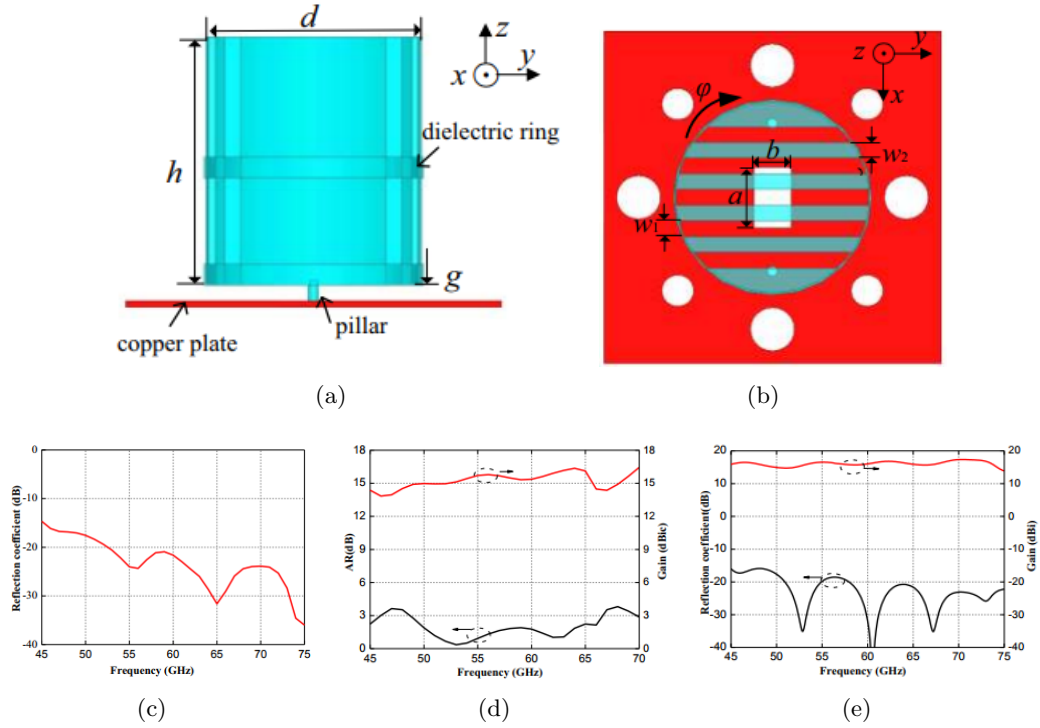 d
z
y
x
dielectric ring
h
g
pillar
copper plate
(a)
z
y
x
φ
b
w2
a
w1
(b)
0
-10
-20
-30
-40
45 50 55 60 65 70 75
Reflection coefficient (dB)
Frequency (GHz)
(c)
18
15
12
9
6
3
0
45 50 55 60 65 70
AR(dB)
18
15
12
9
6
3
0
Gain (dBic)
Frequency (GHz)
(d)
20
10
0
-10
-20
-30
-40
45 50 55 60 65 70 75
Reflection coefficient(dB)
20
10
0
-10
-20
-30
-40
Gain (dBi)
Frequency (GHz)
(e)